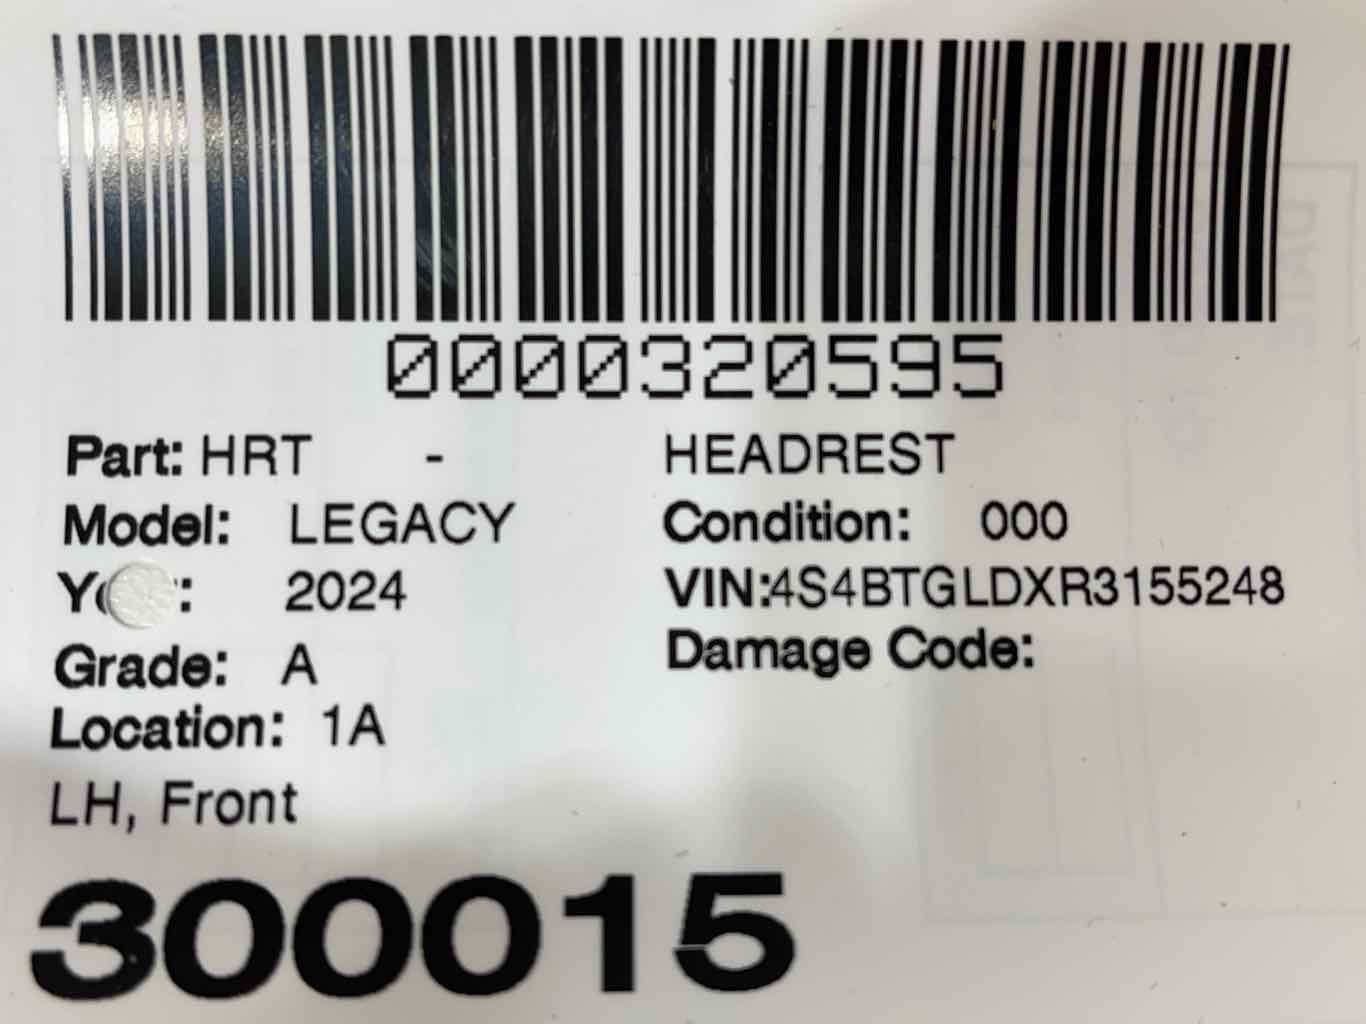 0000320595
Part: HRT - HEADREST
Model: LEGACY Condition: 000
2024 VIN:4S4BTGLDXR3155248
Grade: A Damage Code:
Location: 1A
LH, Front
300015